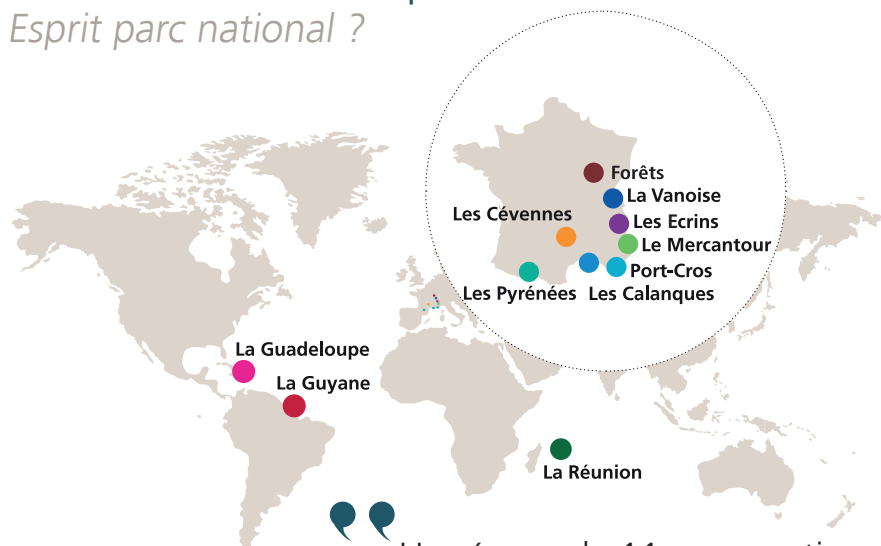 Esprit parc national ?
Forêts
La Vanoise
Les Cévennes
Les Ecrins
Le Mercantour
Port-Cros
Les Pyrénées
Les Calanques
La Guadeloupe
La Guyane
La Réunion